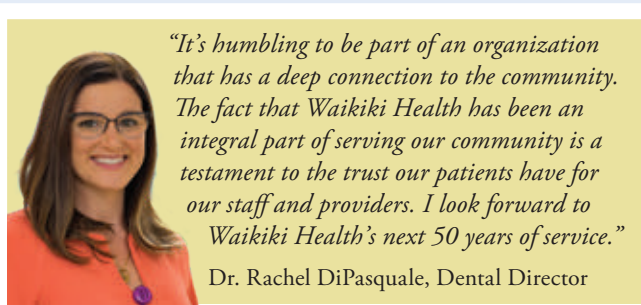 “It’s humbling to be part of an organization
that has a deep connection to the community.
The fact that Waikiki Health has been an
integral part of serving our community is a
testament to the trust our patients have for
our staff and providers. I look forward to
Waikiki Health’s next 50 years of service.”
Dr. Rachel DiPasquale, Dental Director